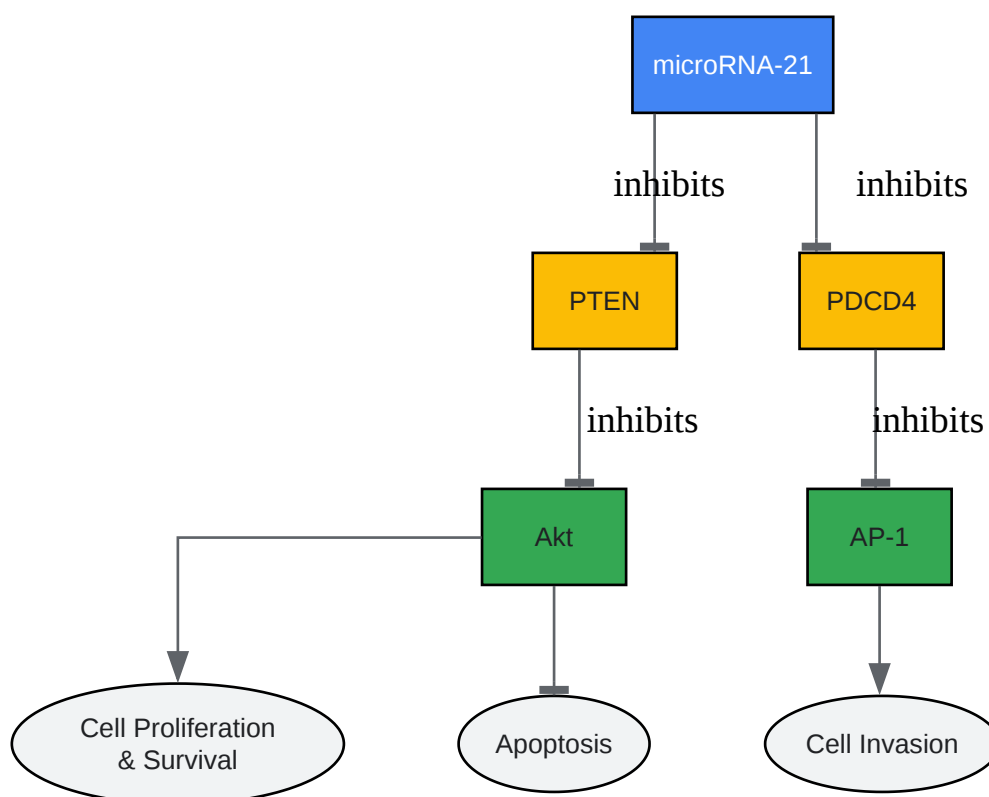 microRNA-21
inhibits
inhibits
PTEN
PDCD4
inhibits
inhibits
Akt
AP-1
Cell Proliferation
& Survival
Apoptosis
Cell Invasion